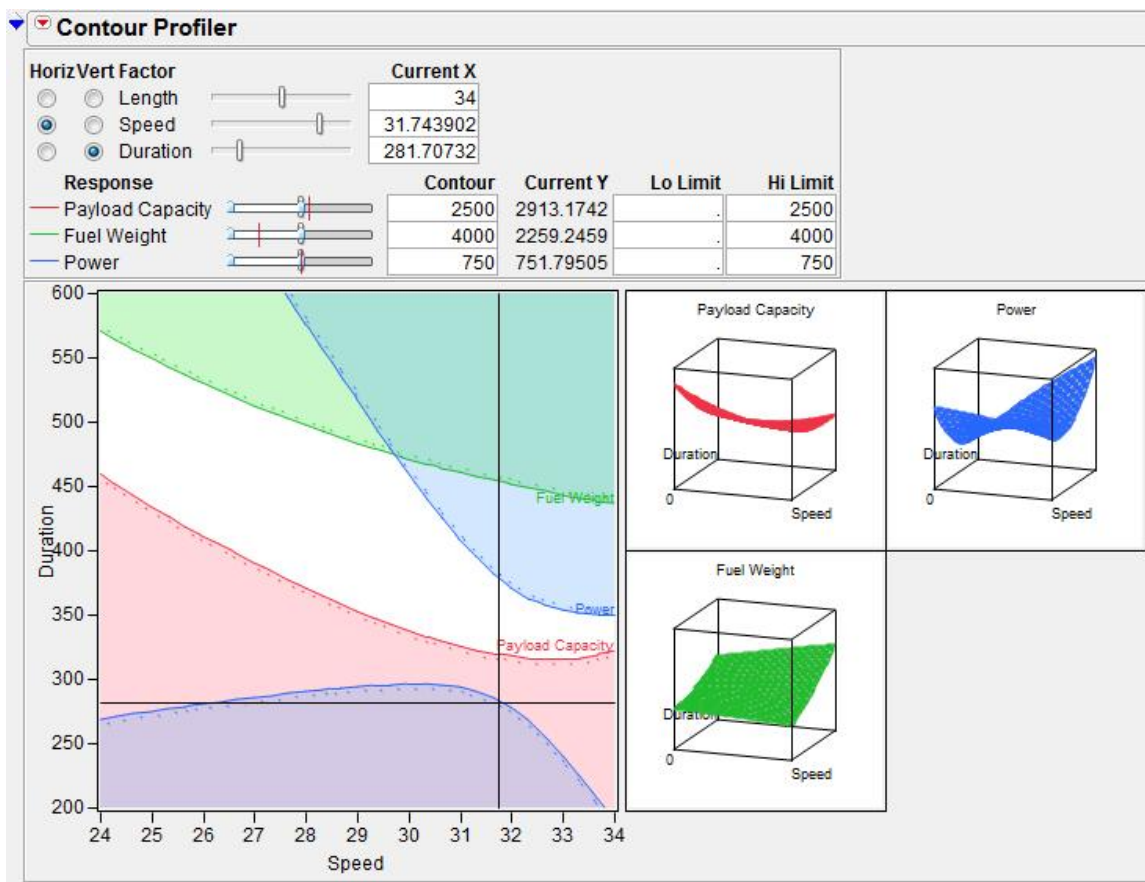 Contour Profiler
Horiz Vert Factor Current X
Length 34
Speed 31.743902
Duration 281.70732
Response Contour Current Y Lo Limit Hi Limit
Payload Capacity 2500 2913.1742 . 2500
Fuel Weight 4000 2259.2459 . 4000
Power 750 751.79505 . 750
600
550
500
450
400
350
300
250
200
Duration
Fuel Weight
Power
Payload Capacity
24 25 26 27 28 29 30 31 32 33 34
Speed
Payload Capacity
Duration
0
Speed
Power
Duration
0
Speed
Fuel Weight
Duration
0
Speed